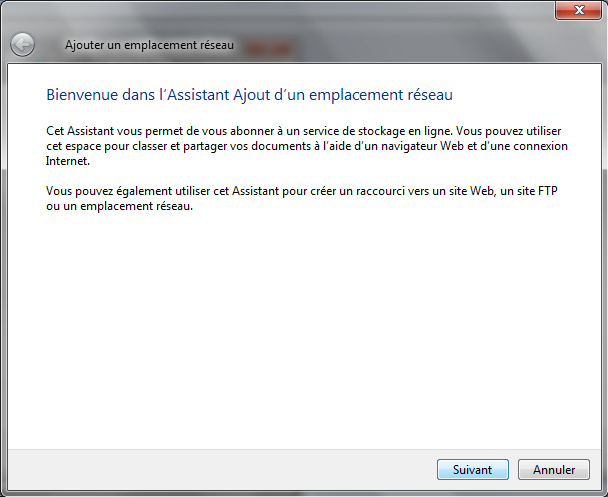 Ajouter un emplacement réseau
Bienvenue dans l'Assistant Ajout d'un emplacement réseau
Cet Assistant vous permet de vous abonner à un service de stockage en ligne. Vous pouvez utiliser
cet espace pour classer et partager vos documents à l'aide d'un navigateur Web et d'une connexion
Internet.
Vous pouvez également utiliser cet Assistant pour créer un raccourci vers un site Web, un site FTP
ou un emplacement réseau.
Suivant
Annuler